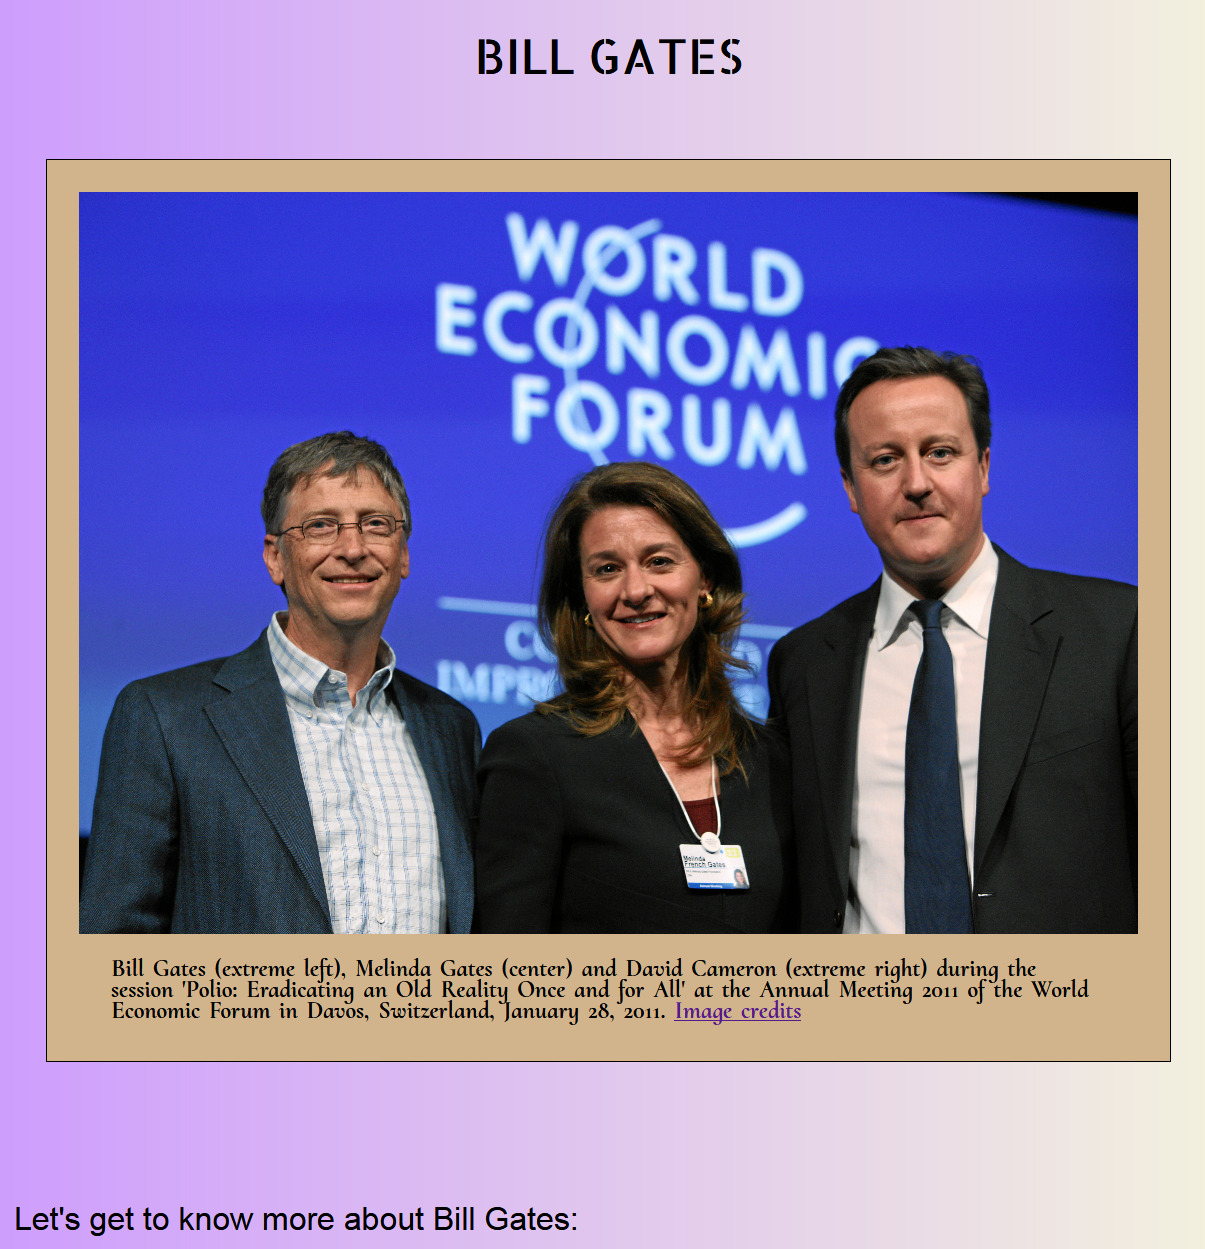 BILL GATES
WORLD
ECONOMIC
FORUM
Melinda
French Gates
Bill Gates (extreme left), Melinda Gates (center) and David Cameron (extreme right) during the
session 'Polio: Eradicating an Old Reality Once and for All' at the Annual Meeting 2011 of the World
Economic Forum in Davos, Switzerland, January 28, 2011. Image credits
Let's get to know more about Bill Gates: